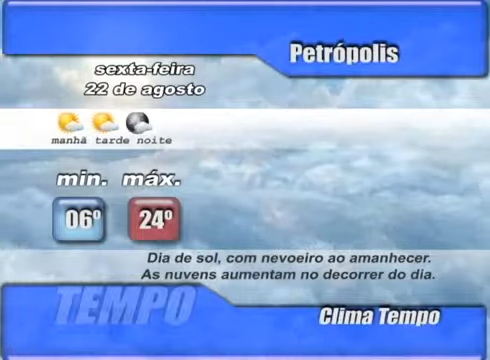 Petrópolis
sexta-feira
22 de agosto
manhã tarde noite
min. máx.
06º 24º
Dia de sol, com nevoeiro ao amanhecer.
As nuvens aumentam no decorrer do dia.
TEMPO
Clima Tempo